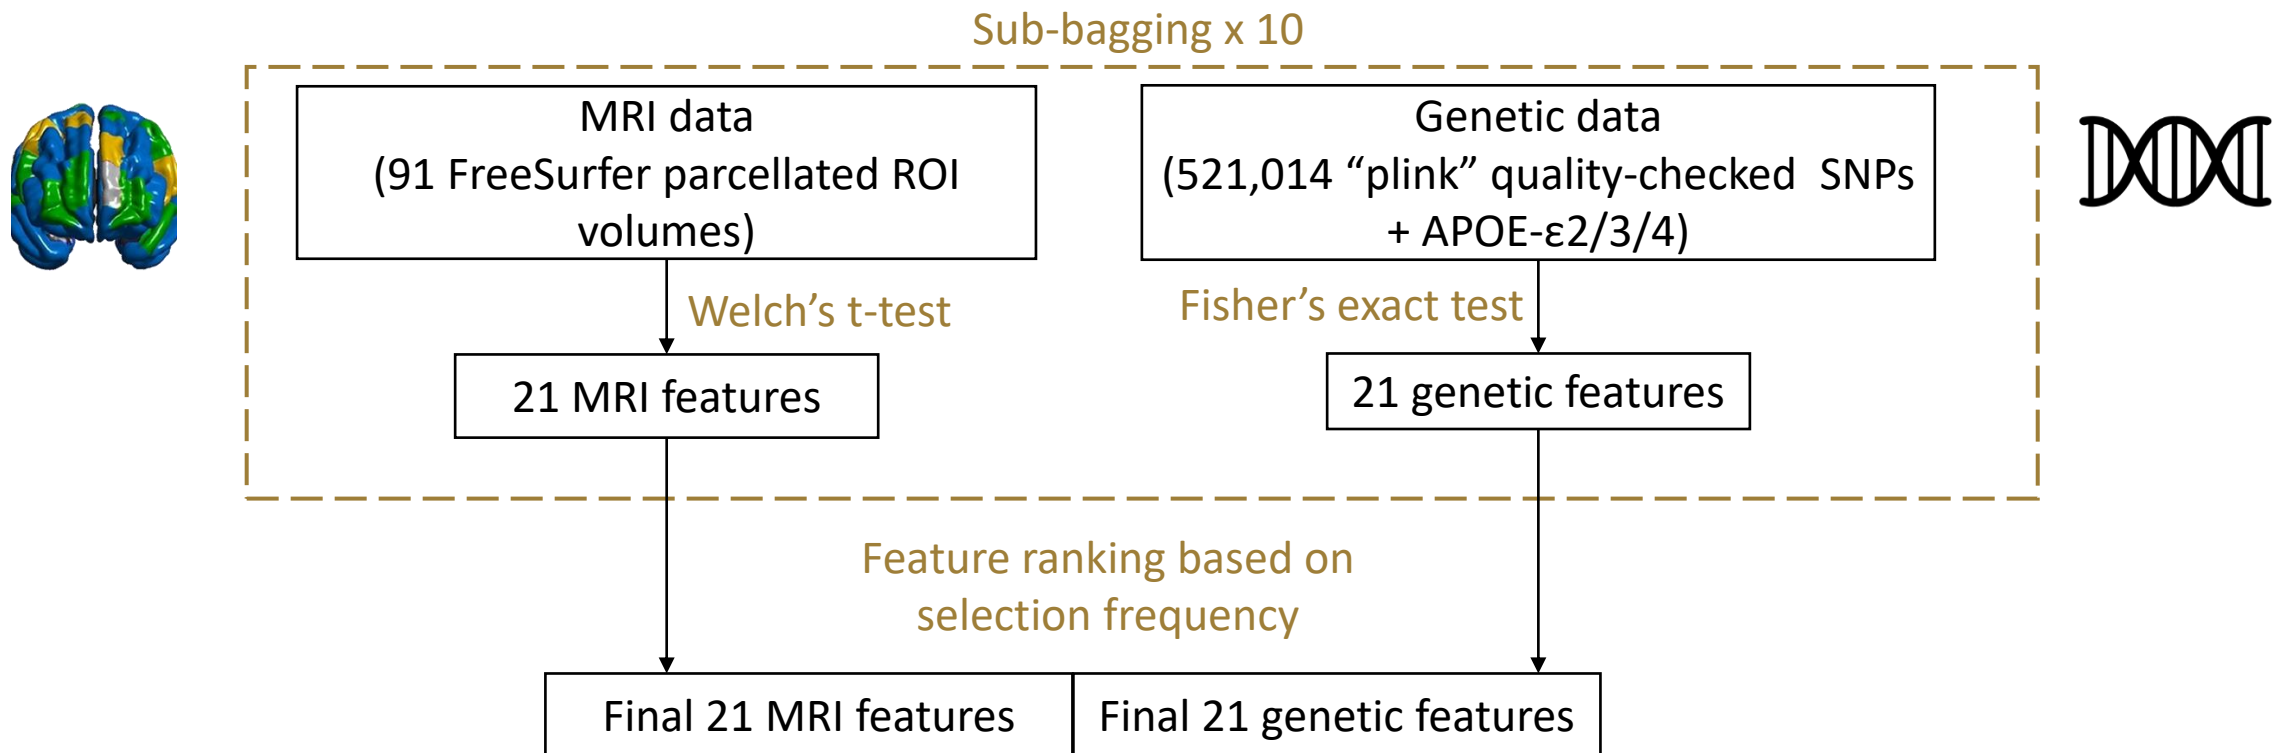 Sub-bagging x 10
MRI data
(91 FreeSurfer parcellated ROI
volumes)
Genetic data
(521,014 “plink” quality-checked  SNPs
+ APOE-ε2/3/4)
Welch’s t-test
Fisher’s exact test
21 MRI features
21 genetic features
Feature ranking based on
selection frequency
Final 21 MRI features
Final 21 genetic features